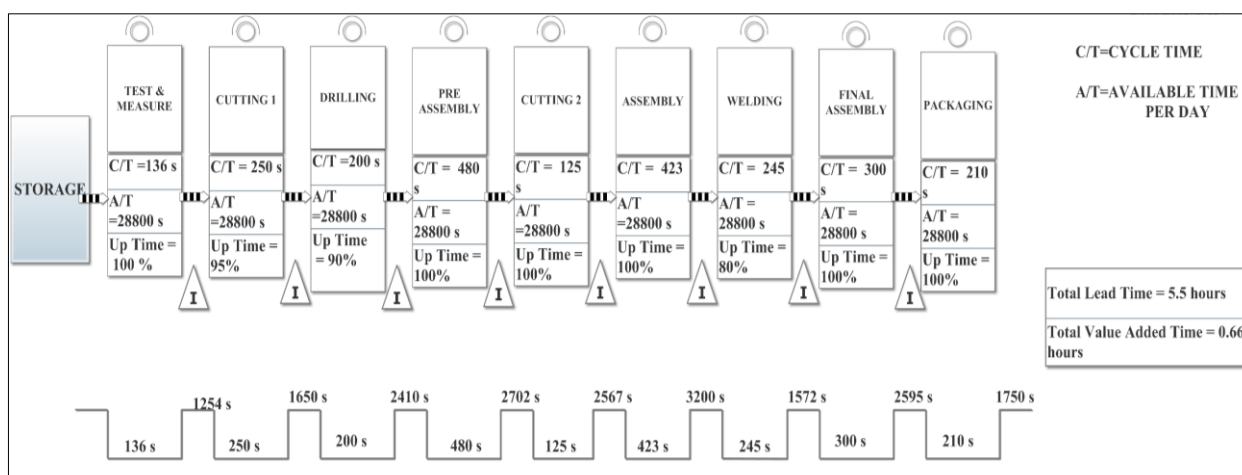 TEST &
MEASURE
CUTTING 1
DRILLING
PRE
ASSEMBLY
CUTTING 2
ASSEMBLY
WELDING
FINAL
ASSEMBLY
PACKAGING
C/T=CYCLE TIME
A/T=AVAILABLE TIME
PER DAY
STORAGE
C/T =136 s
A/T
=28800 s
Up Time =
100 %
C/T = 250 s
A/T
=28800 s
Up Time =
95%
C/T =200 s
A/T
=28800 s
Up Time
= 90%
C/T = 480
s
A/T =
28800 s
Up Time =
100%
C/T = 125
s
A/T =
28800 s
Up Time =
100%
C/T = 423
A/T =
28800 s
Up Time =
100%
C/T = 245
A/T =
28800 s
Up Time =
80%
C/T = 300
s
A/T =
28800 s
Up Time =
100%
C/T = 210
s
A/T =
28800 s
Up Time =
100%
I
I
I
I
I
I
I
I
Total Lead Time = 5.5 hours
Total Value Added Time = 0.66
hours
1254 s
1650 s
2410 s
2702 s
2567 s
3200 s
1572 s
2595 s
1750 s
136 s
250 s
200 s
480 s
125 s
423 s
245 s
300 s
210 s